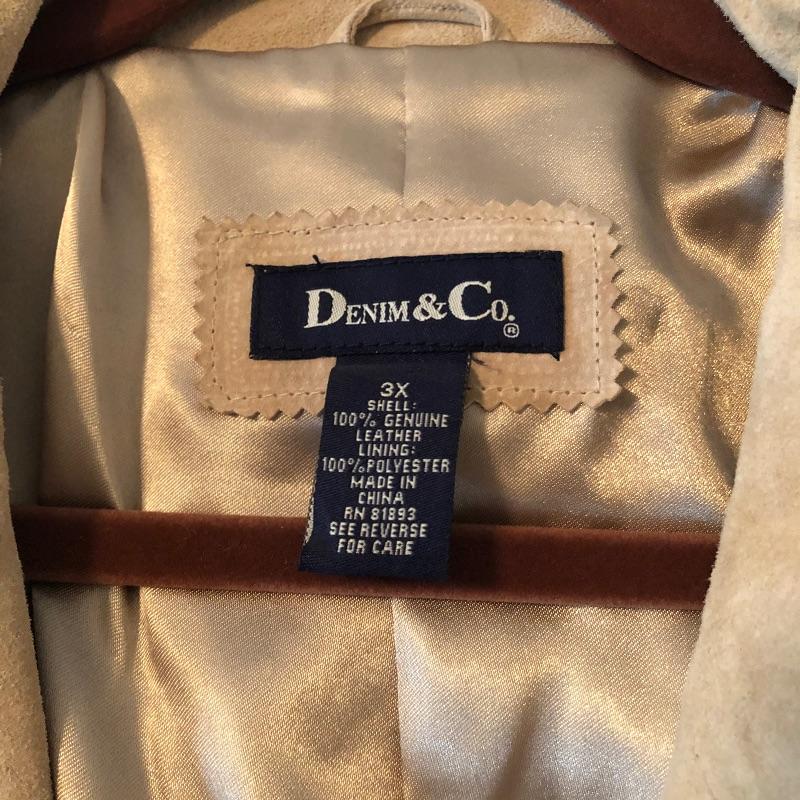 DENIM & CO.®
3X
SHELL:
100% GENUINE
LEATHER
LINING:
100% POLYESTER
MADE IN
CHINA
RN 81893
SEE REVERSE
FOR CARE